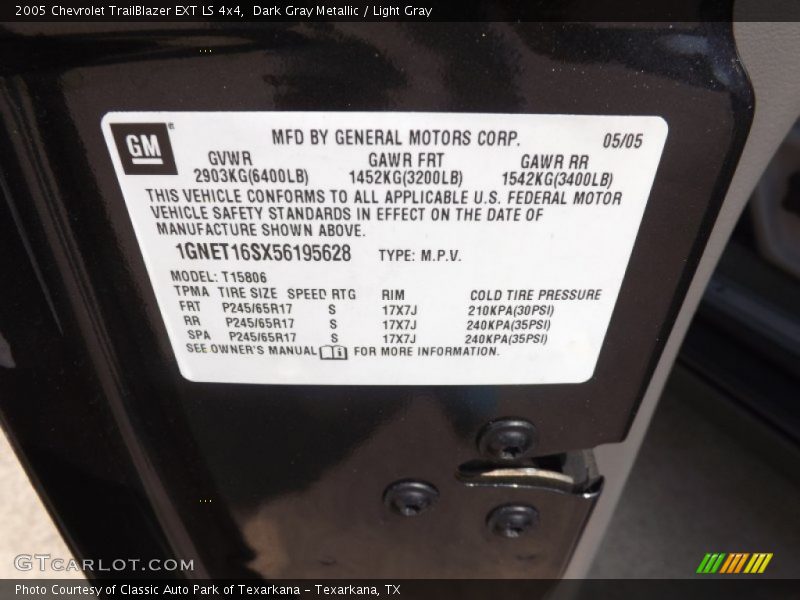 2005 Chevrolet TrailBlazer EXT LS 4x4, Dark Gray Metallic / Light Gray
GM ®
MFD BY GENERAL MOTORS CORP. 05/05
GVWR GAWR FRT GAWR RR
2903KG(6400LB) 1452KG(3200LB) 1542KG(3400LB)
THIS VEHICLE CONFORMS TO ALL APPLICABLE U.S. FEDERAL MOTOR
VEHICLE SAFETY STANDARDS IN EFFECT ON THE DATE OF
MANUFACTURE SHOWN ABOVE.
1GNET16SX56195628 TYPE: M.P.V.
MODEL: T15806
TPMA TIRE SIZE SPEED RTG RIM COLD TIRE PRESSURE
FRT P245/65R17 S 17X7J 210KPA(30PSI)
RR P245/65R17 S 17X7J 240KPA(35PSI)
SPA P245/65R17 S 17X7J 240KPA(35PSI)
SEE OWNER'S MANUAL FOR MORE INFORMATION.
GTCARLOT.COM
Photo Courtesy of Classic Auto Park of Texarkana - Texarkana, TX